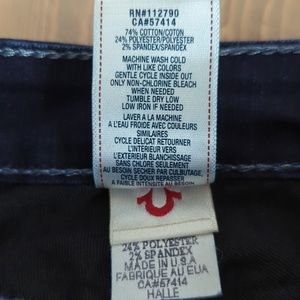 RN#112790
CA#57414
74% COTTON/COTON
24% POLYESTER/POLYESTER
2% SPANDEX/SPANDEX
MACHINE WASH COLD
WITH LIKE COLORS
GENTLE CYCLE INSIDE OUT
ONLY NON-CHLORINE BLEACH
WHEN NEEDED
TUMBLE DRY LOW
LOW IRON IF NEEDED
LAVER A LA MACHINE
A L'EAU FROIDE AVEC COULEURS
SIMILAIRES
CYCLE DELICAT RETOURNER
L'INTERIEUR VERS
L'EXTERIEUR BLANCHISSAGE
SANS CHLORE SEULEMENT
AU BESOIN SECHER PAR CULBUTAGE,
CYCLE DOUX REPASSER
A FAIBLE INTENSITE AU BESOIN
24% POLYESTER
2% SPANDEX
MADE IN U.S.A
FABRIQUE AU EUA
CA#57414
HALLE